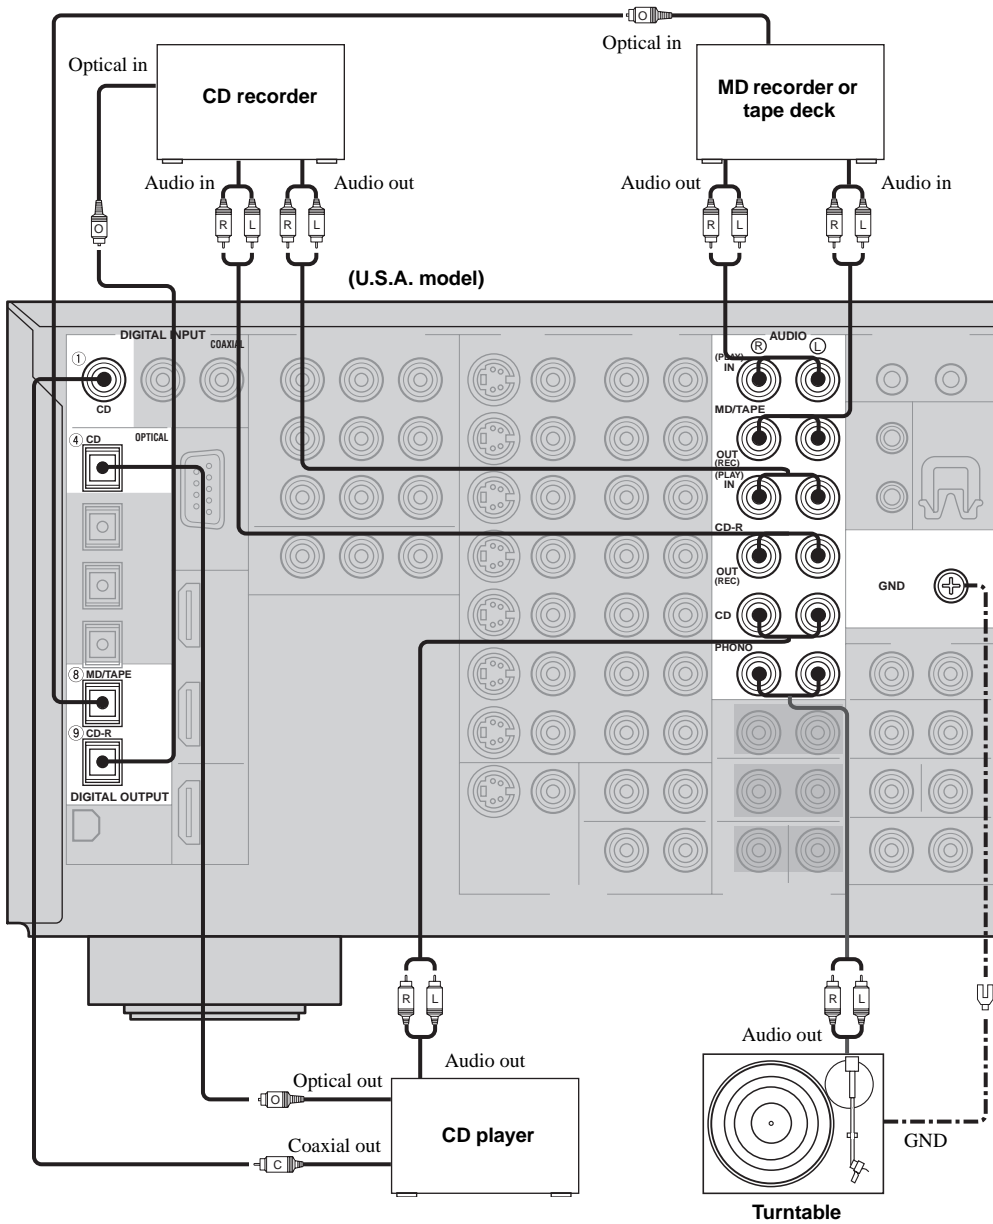 Optical in
Optical in
CD recorder
MD recorder or
tape deck
Audio in
Audio out
Audio out
Audio in
O
O
R
L
R
L
R
L
R
L
(U.S.A. model)
DIGITAL INPUT
COAXIAL
①
CD
④ CD
OPTICAL
⑧ MD/TAPE
⑨ CD-R
DIGITAL OUTPUT
AUDIO
R
L
(PLAY)
IN
MD/TAPE
OUT
(REC)
(PLAY)
IN
CD-R
OUT
(REC)
CD
PHONO
GND
R
L
R
L
Audio out
Audio out
Optical out
O
Coaxial out
C
CD player
GND
Turntable